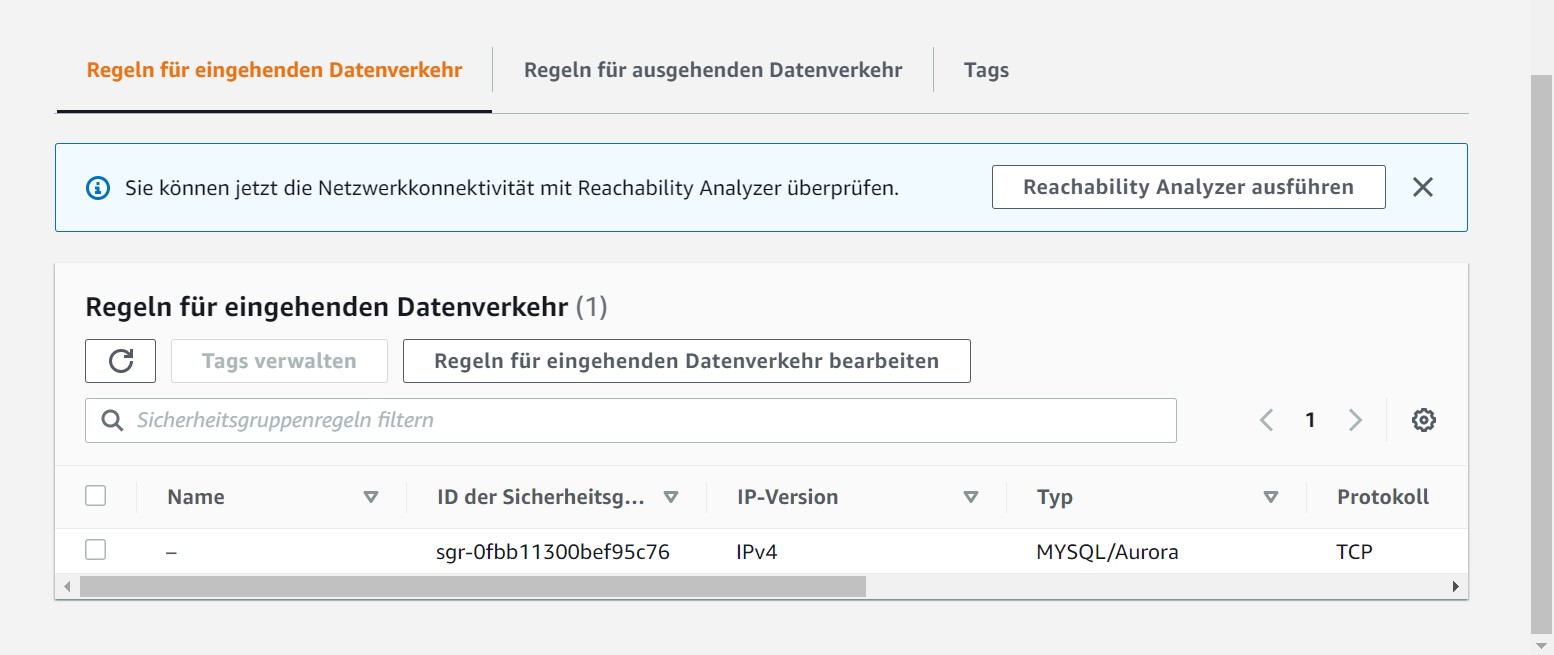 Regeln für eingehenden Datenverkehr Regeln für ausgehenden Datenverkehr Tags
Sie können jetzt die Netzwerkkonnektivität mit Reachability Analyzer überprüfen. Reachability Analyzer ausführen
Regeln für eingehenden Datenverkehr (1)
Tags verwalten Regeln für eingehenden Datenverkehr bearbeiten
Sicherheitsgruppenregeln filtern 1
Name ID der Sicherheitsg... IP-Version Typ Protokoll
– sgr-0fbb11300bef95c76 IPv4 MYSQL/Aurora TCP